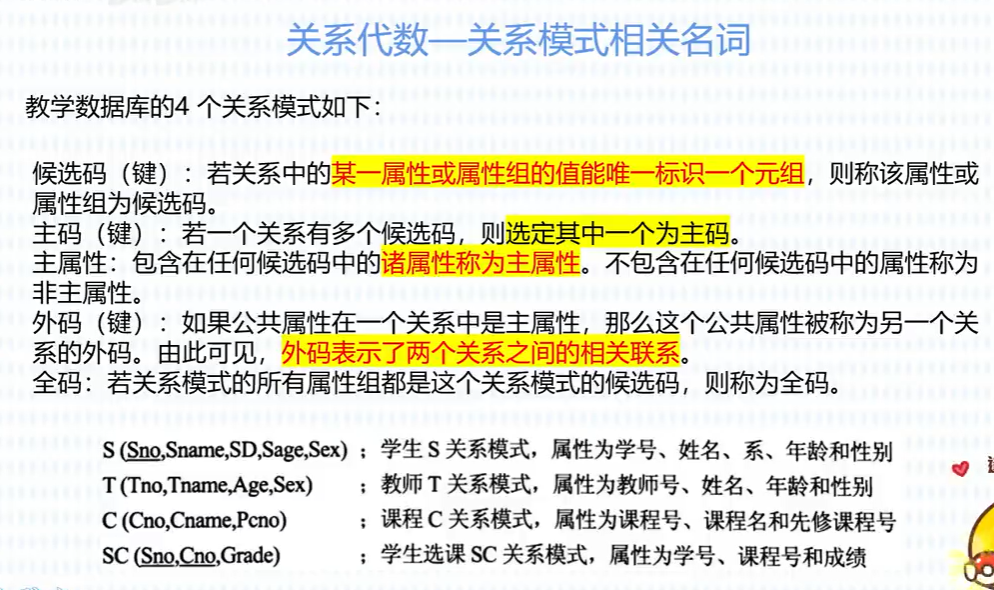 关系代数—关系模式相关名词
教学数据库的4 个关系模式如下：
候选码（键）：若关系中的某一属性或属性组的值能唯一标识一个元组，则称该属性或
属性组为候选码。
主码（键）：若一个关系有多个候选码，则选定其中一个为主码。
主属性：包含在任何候选码中的诸属性称为主属性。不包含在任何候选码中的属性称为
非主属性。
外码（键）：如果公共属性在一个关系中是主属性，那么这个公共属性被称为另一个关
系的外码。由此可见，外码表示了两个关系之间的相关联系。
全码：若关系模式的所有属性组都是这个关系模式的候选码，则称为全码。
S (Sno,Sname,SD,Sage,Sex) ；学生 S 关系模式，属性为学号、姓名、系、年龄和性别
T (Tno,Tname,Age,Sex) ；教师 T 关系模式，属性为教师号、姓名、年龄和性别
C (Cno,Cname,Pcno) ；课程 C 关系模式，属性为课程号、课程名和先修课程号
SC (Sno,Cno,Grade) ；学生选课 SC 关系模式，属性为学号、课程号和成绩